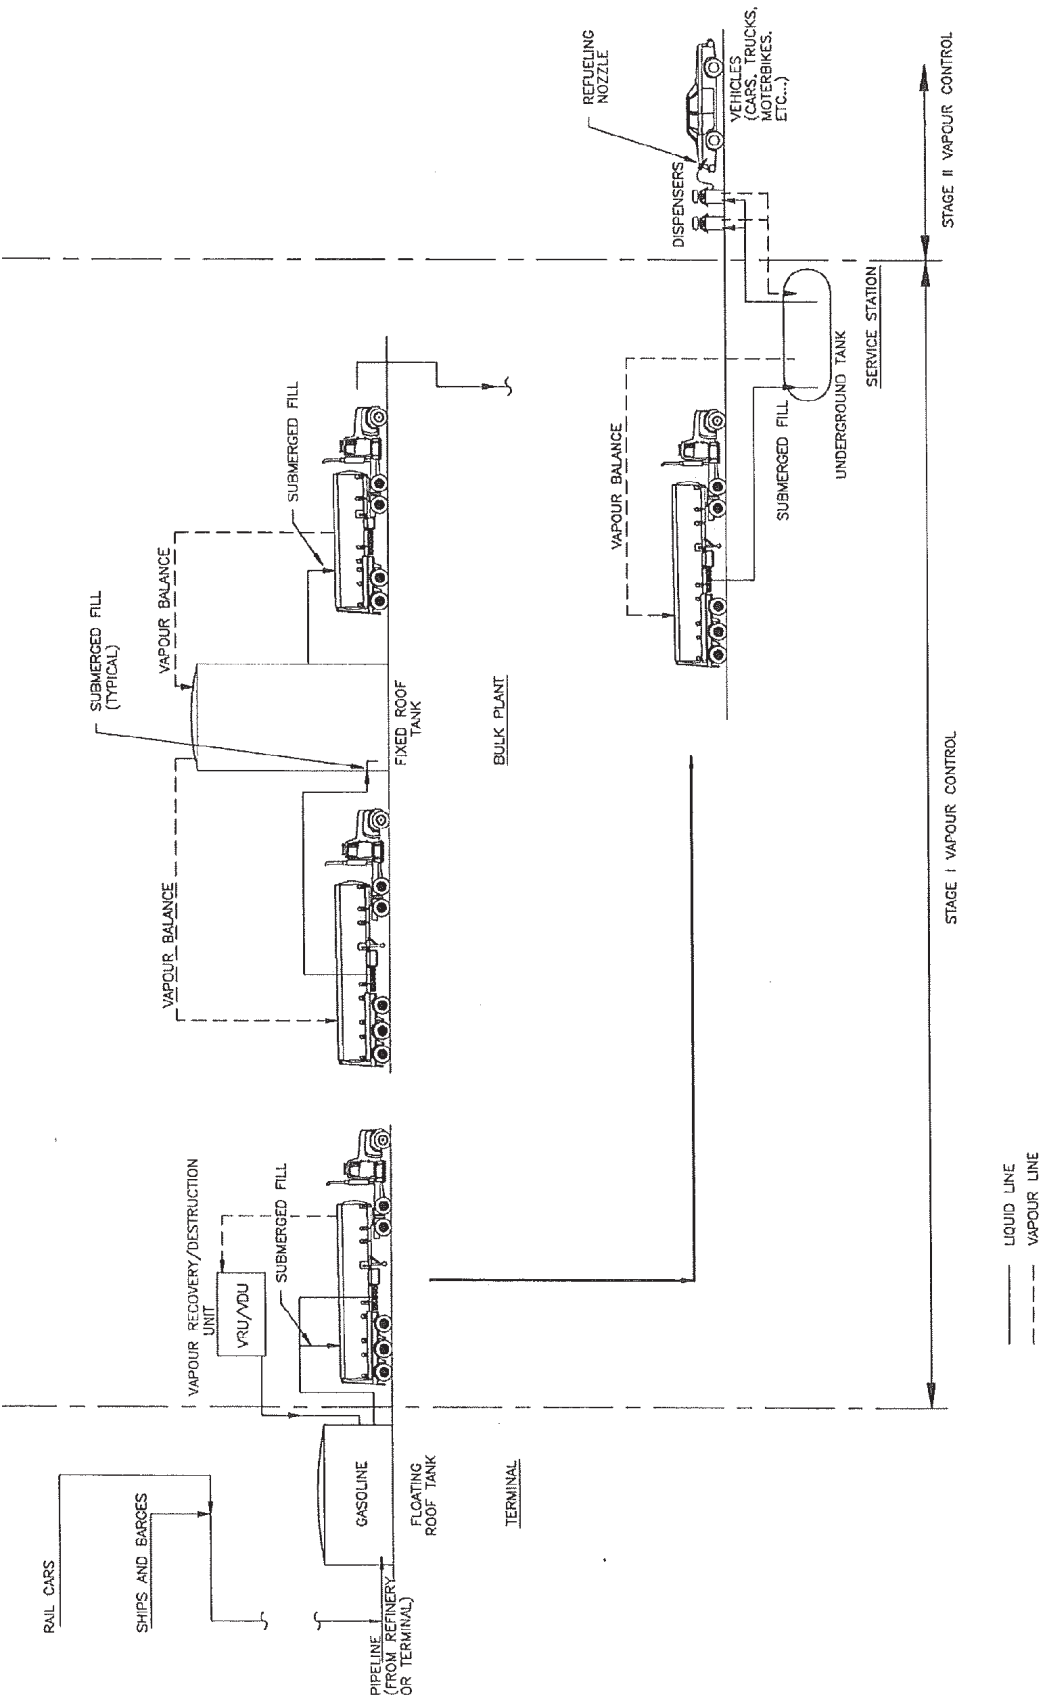 RAIL CARS
SHIPS AND BARGES
PIPELINE
(FROM REFINERY
OR TERMINAL)
GASOLINE
FLOATING
ROOF TANK
TERMINAL
VAPOUR RECOVERY/DESTRUCTION
UNIT
VRU/VDU
SUBMERGED FILL
VAPOUR BALANCE
SUBMERGED FILL
(TYPICAL)
VAPOUR BALANCE
FIXED ROOF
TANK
BULK PLANT
SUBMERGED FILL
VAPOUR BALANCE
SUBMERGED FILL
UNDERGROUND TANK
SERVICE STATION
DISPENSERS
REFUELING
NOZZLE
VEHICLES
(CARS, TRUCKS,
MOTERBIKES,
ETC...)
STAGE I VAPOUR CONTROL
STAGE II VAPOUR CONTROL
LIQUID LINE
VAPOUR LINE